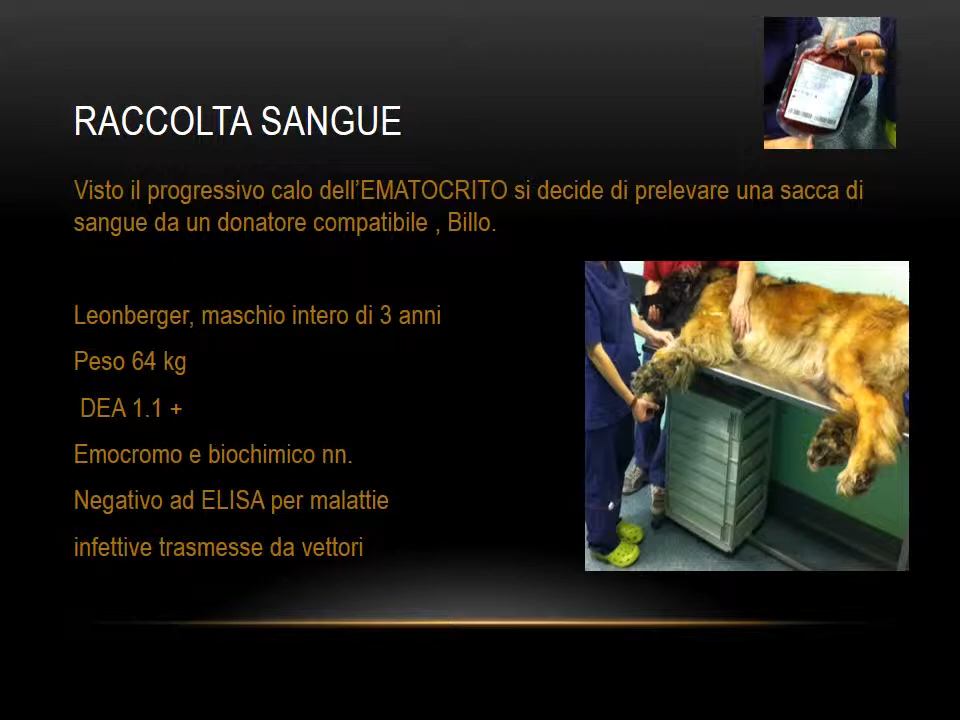 RACCOLTA SANGUE
Visto il progressivo calo dell'EMATOCRITO si decide di prelevare una sacca di
sangue da un donatore compatibile , Billo.
Leonberger, maschio intero di 3 anni
Peso 64 kg
DEA 1.1 +
Emocromo e biochimico nn.
Negativo ad ELISA per malattie
infettive trasmesse da vettori